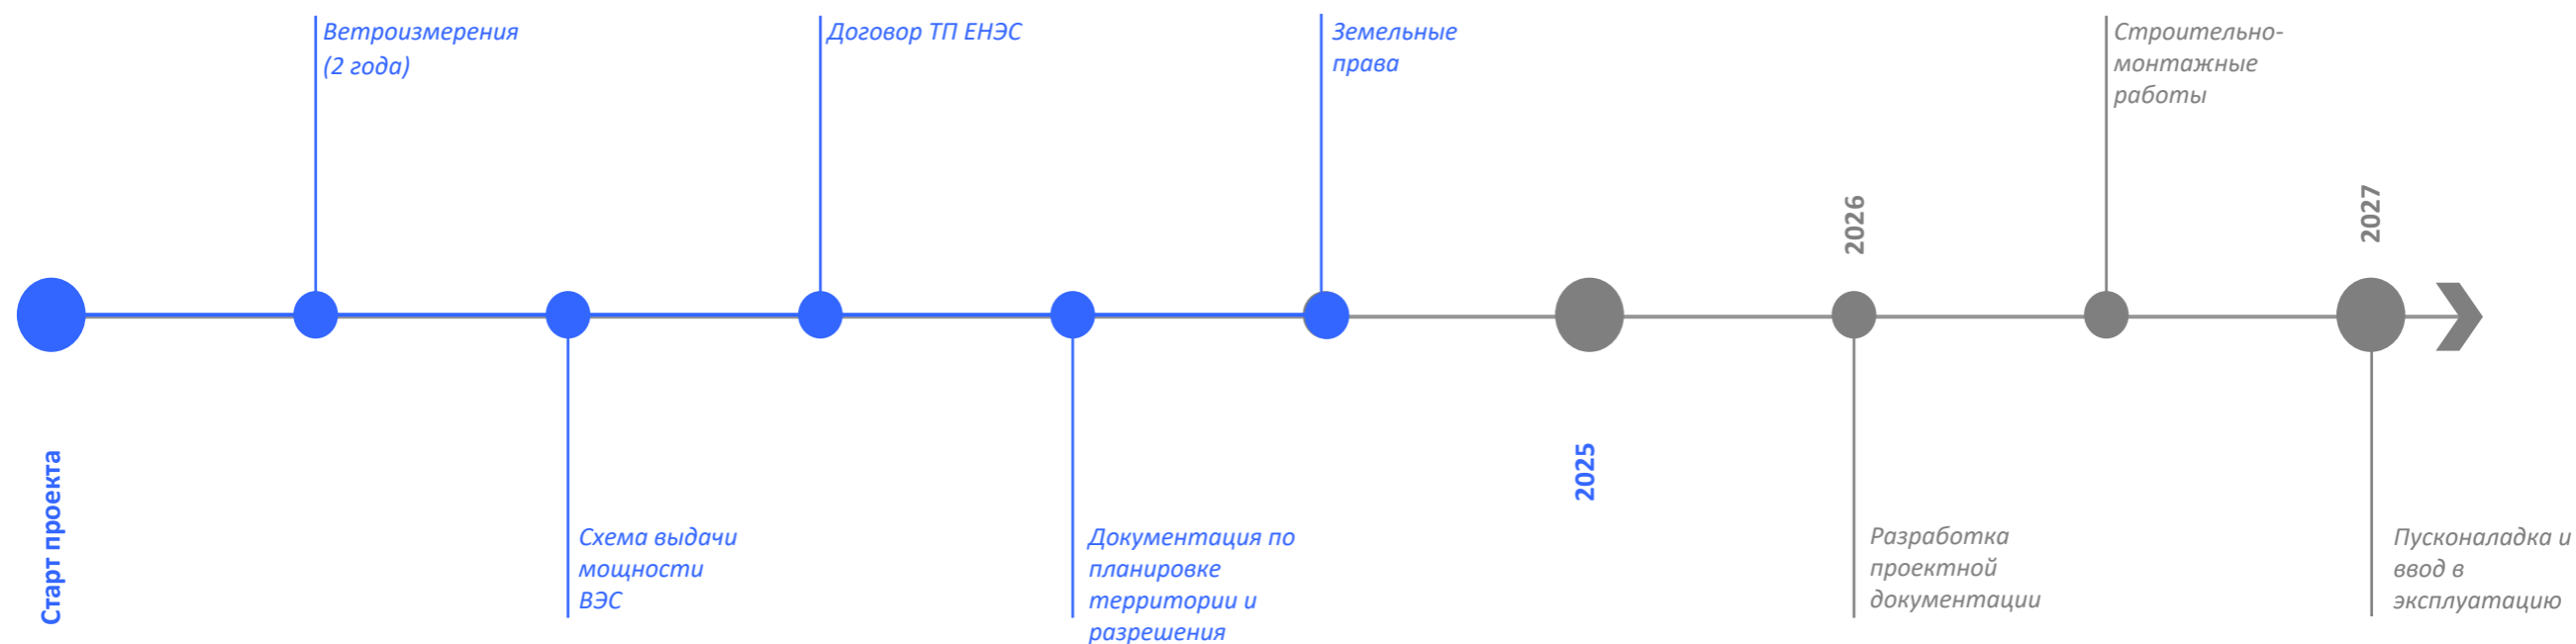 Старт проекта
Ветроизмерения
(2 года)
Схема выдачи
мощности
ВЭС
Договор ТП ЕНЭС
Документация по
планировке
территории и
разрешения
Земельные
права
2025
2026
Разработка
проектной
документации
Строительно-
монтажные
работы
2027
Пусконаладка и
ввод в
эксплуатацию